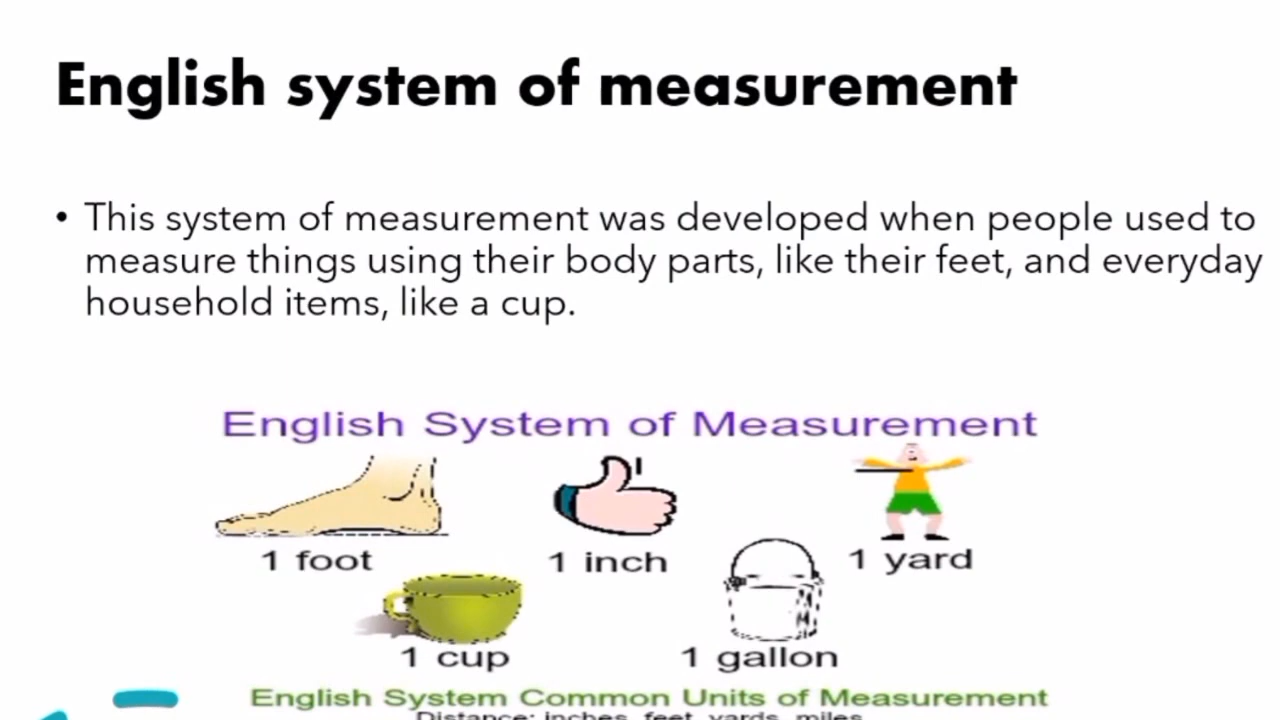 English system of measurement
• This system of measurement was developed when people used to
measure things using their body parts, like their feet, and everyday
household items, like a cup.
English System of Measurement
1 foot
1 inch
1 yard
1 cup
1 gallon
English System Common Units of Measurement
Distance: inches, feet, yards, miles